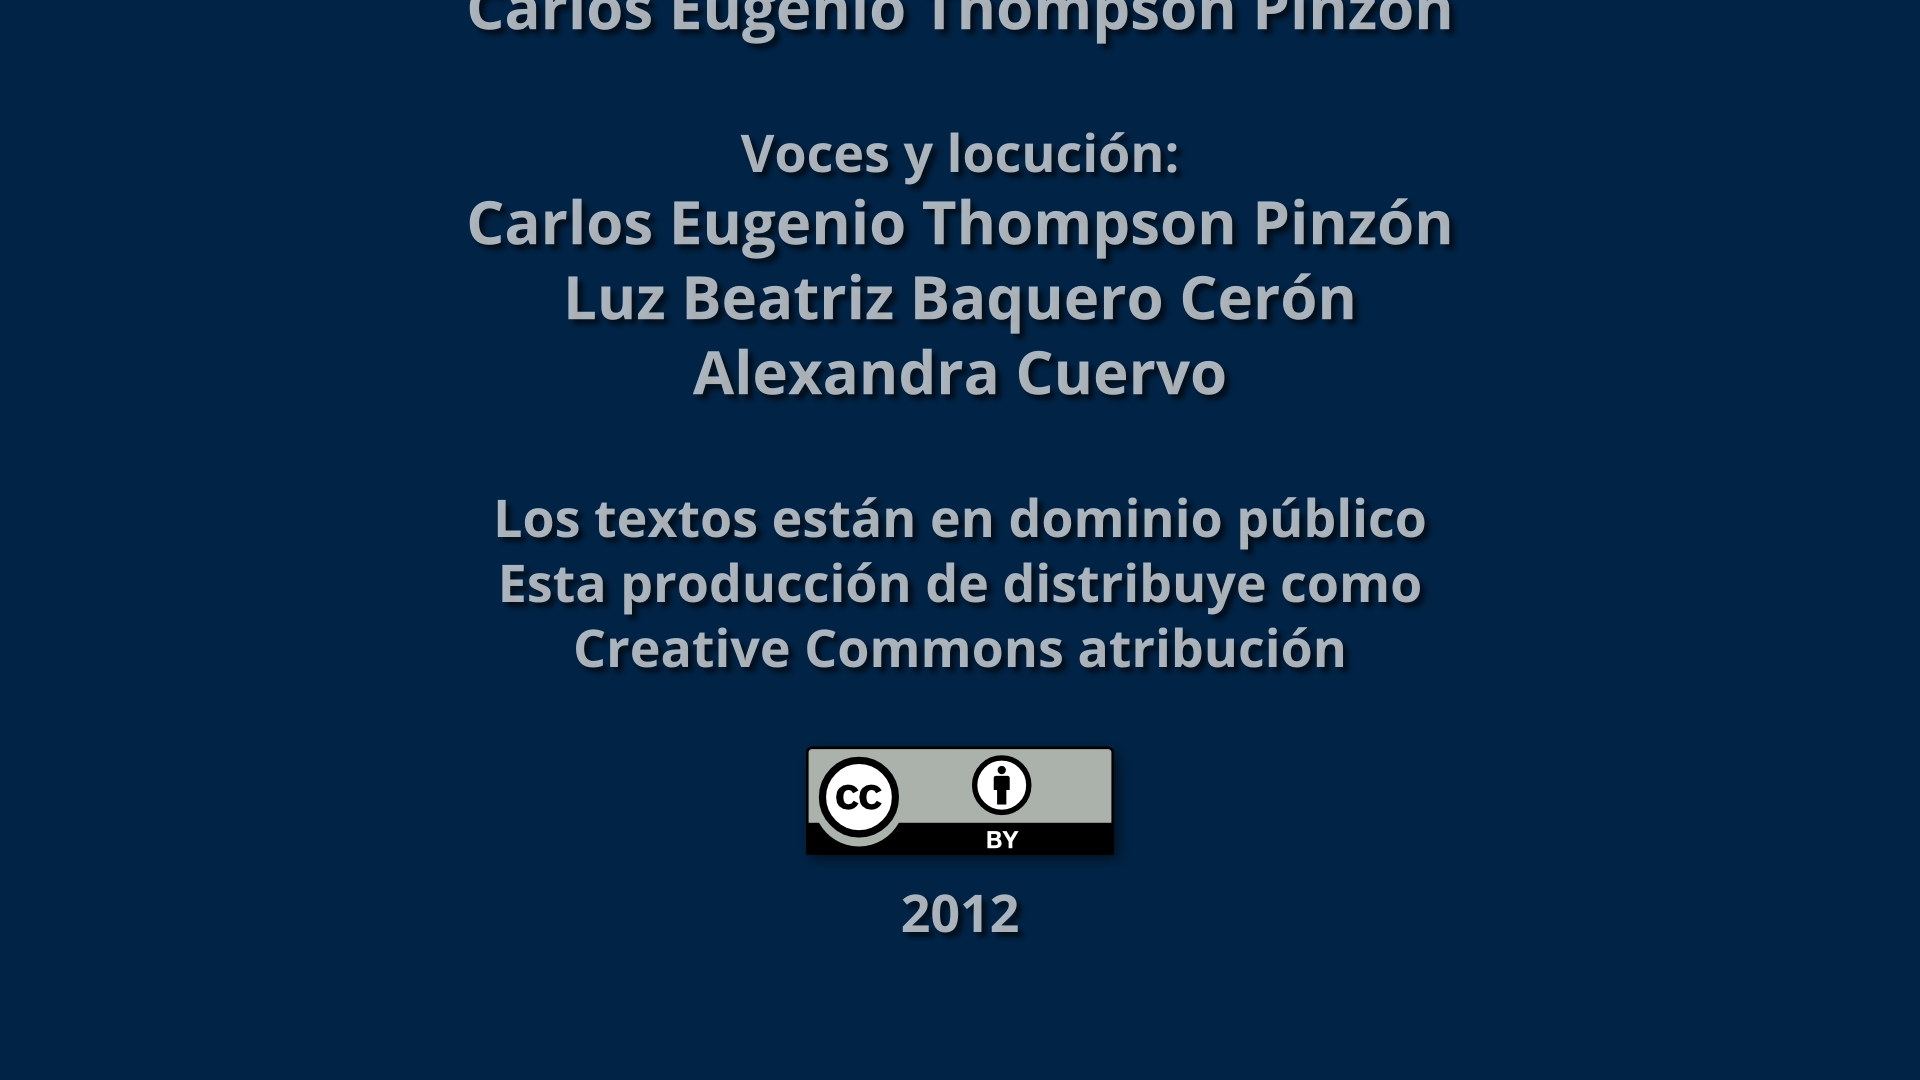 Carlos Eugenio Thompson Pinzón
Voces y locución:
Carlos Eugenio Thompson Pinzón
Luz Beatriz Baquero Cerón
Alexandra Cuervo
Los textos están en dominio público
Esta producción de distribuye como
Creative Commons atribución
cc
BY
2012